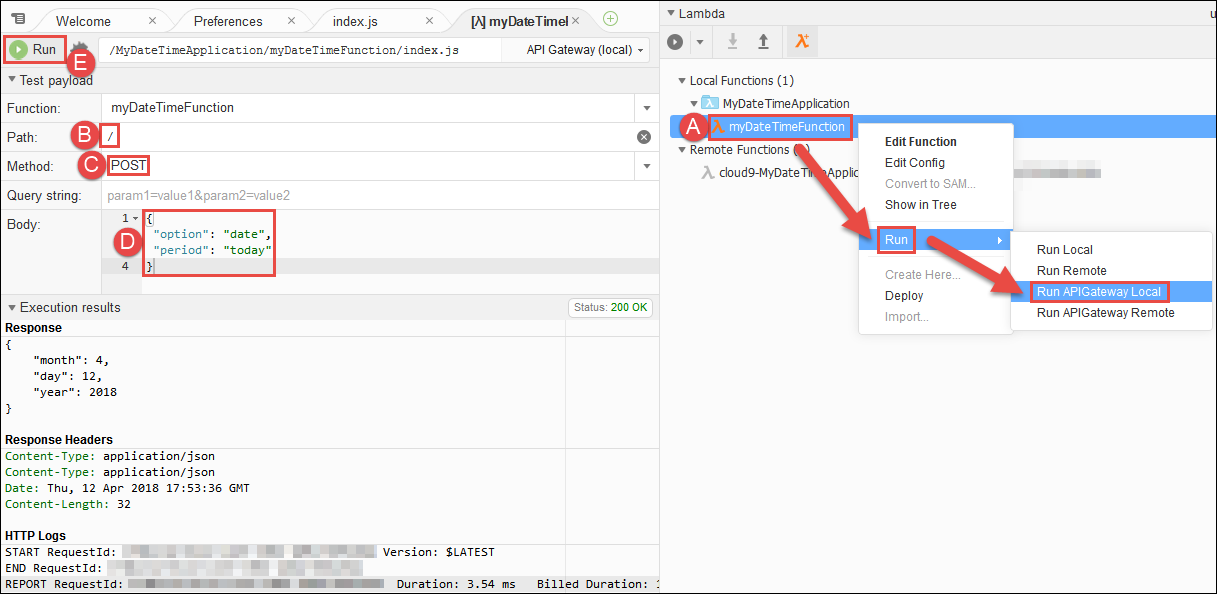 Welcome
Preferences
index.js
[λ] myDateTimeI
Run
E
/MyDateTimeApplication/myDateTimeFunction/index.js
API Gateway (local)
Test payload
Function:
myDateTimeFunction
Path:
B
/
Method:
C
POST
Query string:
param1=value1&param2=value2
Body:
1
{
D
"option": "date",
"period": "today"
4
}
Execution results
Status: 200 OK
Response
{
"month": 4,
"day": 12,
"year": 2018
}
Response Headers
Content-Type: application/json
Content-Type: application/json
Date: Thu, 12 Apr 2018 17:53:36 GMT
Content-Length: 32
HTTP Logs
START RequestId: Version: $LATEST
END RequestId:
REPORT RequestId: Duration: 3.54 ms Billed Duration:
Lambda
Local Functions (1)
MyDateTimeApplication
A
myDateTimeFunction
Remote Functions (
cloud9-MyDateTimeApplic
Edit Function
Edit Config
Convert to SAM...
Show in Tree
Run
Create Here...
Deploy
Import...
Run Local
Run Remote
Run APIGateway Local
Run APIGateway Remote